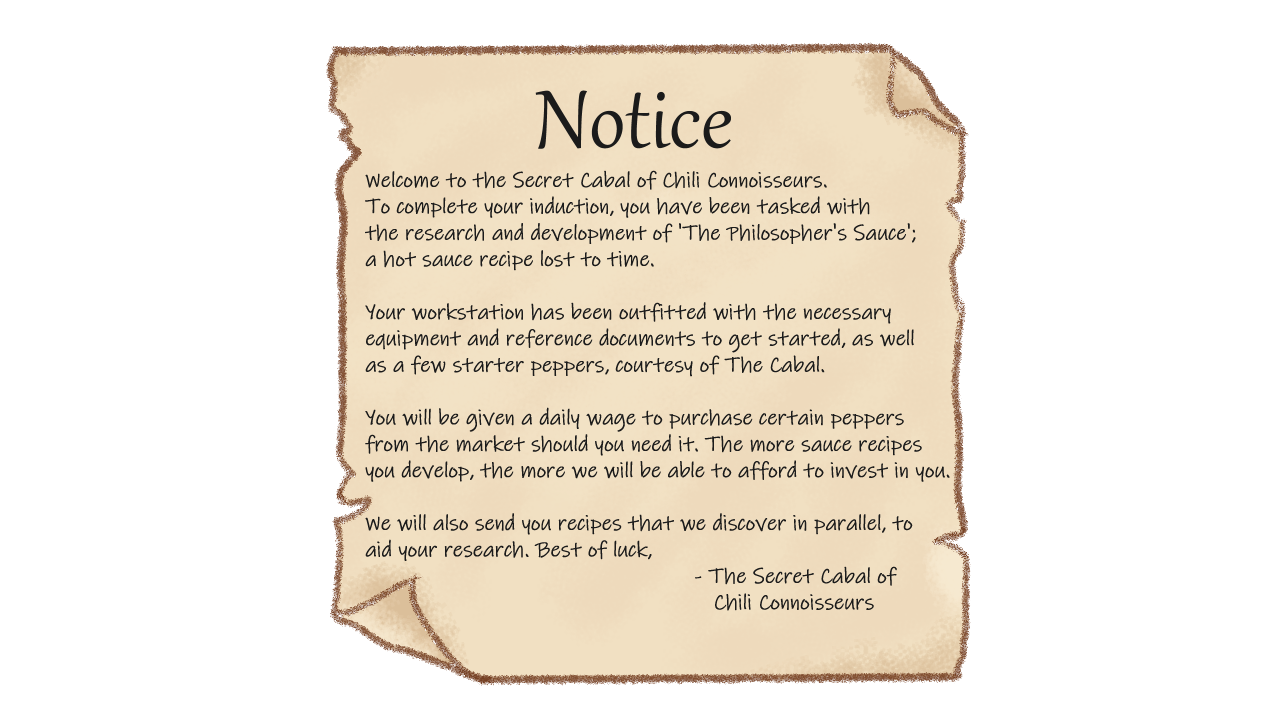 Notice
Welcome to the Secret Cabal of Chili Connoisseurs.
To complete your induction, you have been tasked with
the research and development of 'The Philosopher's Sauce';
a hot sauce recipe lost to time.
Your workstation has been outfitted with the necessary
equipment and reference documents to get started, as well
as a few starter peppers, courtesy of The Cabal.
You will be given a daily wage to purchase certain peppers
from the market should you need it. The more sauce recipes
you develop, the more we will be able to afford to invest in you.
We will also send you recipes that we discover in parallel, to
aid your research. Best of luck,
- The Secret Cabal of
Chili Connoisseurs